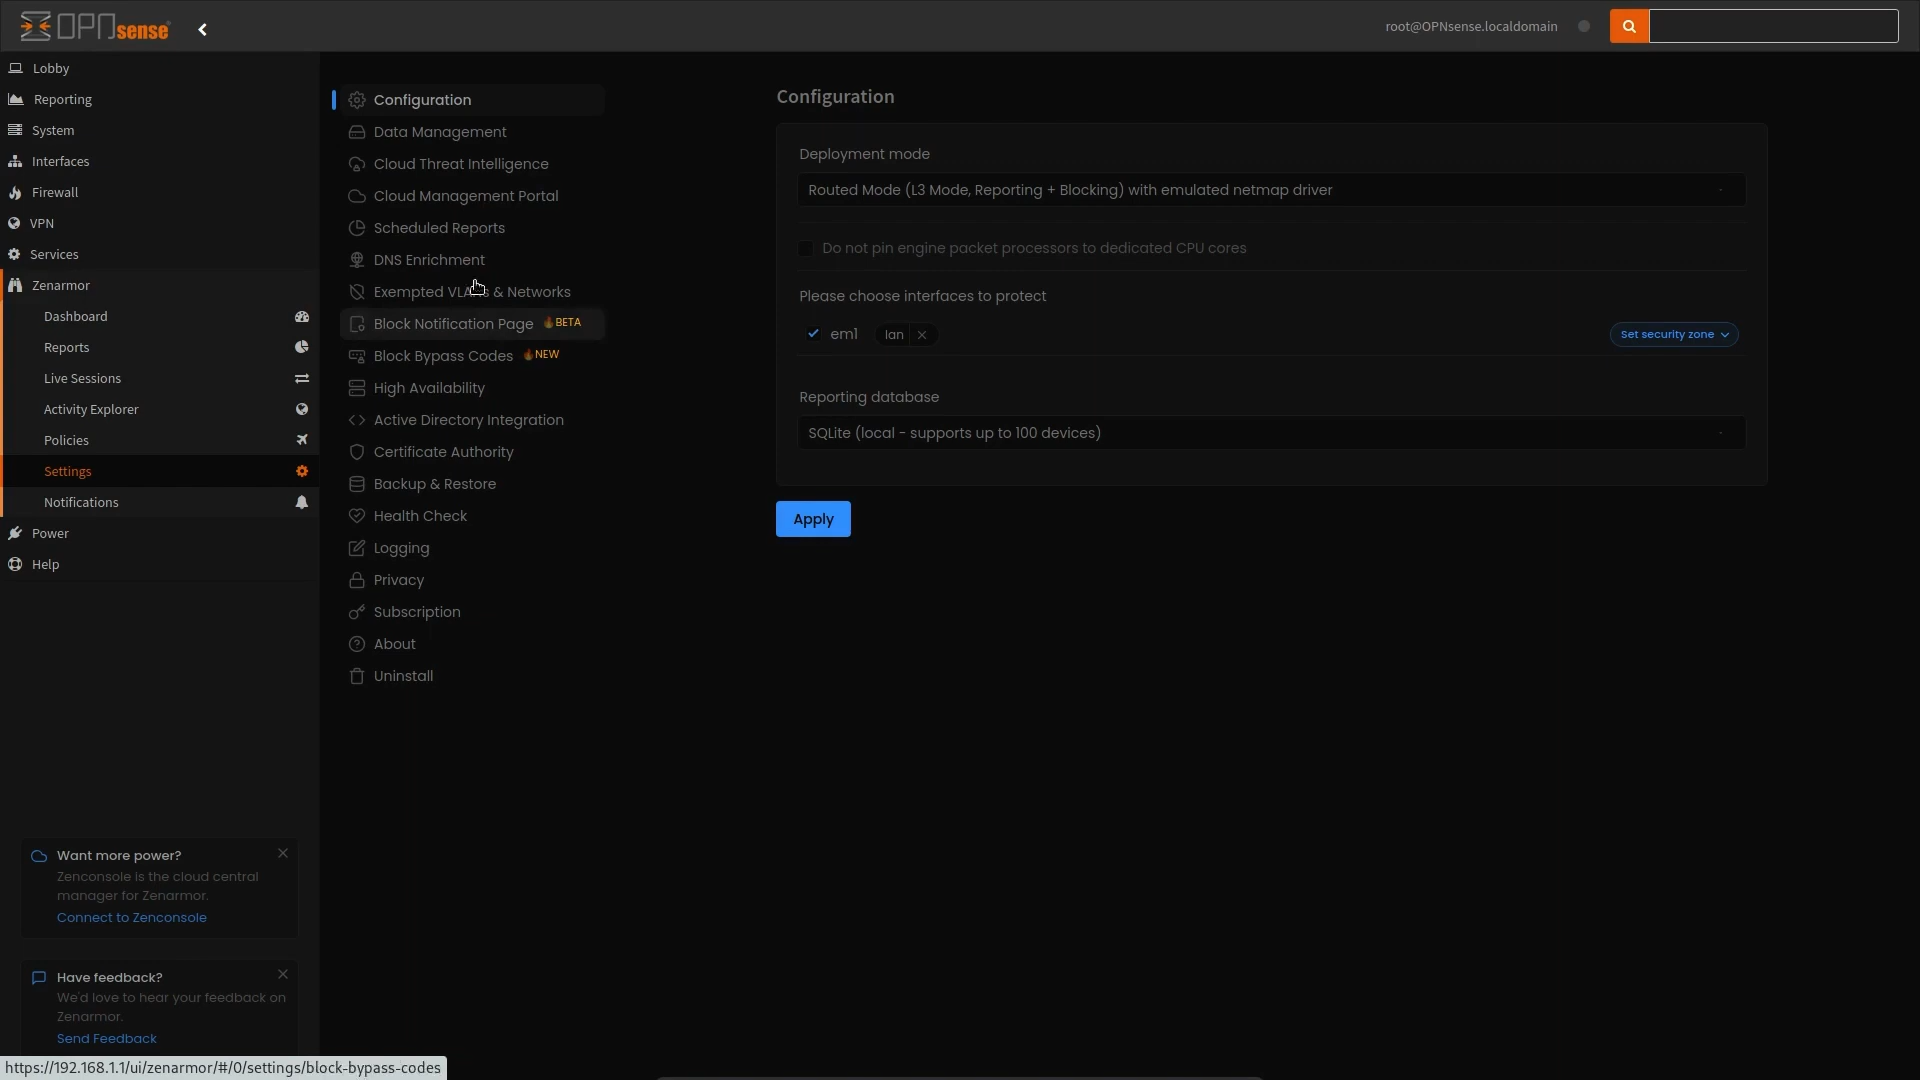 OPNsense
root@OPNsense.localdomain
Lobby
Reporting
System
Interfaces
Firewall
VPN
Services
Zenarmor
Dashboard
Reports
Live Sessions
Activity Explorer
Policies
Settings
Notifications
Power
Help
Want more power?
Zenconsole is the cloud central
manager for Zenarmor.
Connect to Zenconsole
Have feedback?
We'd love to hear your feedback on
Zenarmor.
Send Feedback
https://192.168.1.1/ui/zenarmor/#/0/settings/block-bypass-codes
Configuration
Data Management
Cloud Threat Intelligence
Cloud Management Portal
Scheduled Reports
DNS Enrichment
Exempted VLANs & Networks
Block Notification Page BETA
Block Bypass Codes NEW
High Availability
Active Directory Integration
Certificate Authority
Backup & Restore
Health Check
Logging
Privacy
Subscription
About
Uninstall
Configuration
Deployment mode
Routed Mode (L3 Mode, Reporting + Blocking) with emulated netmap driver
Do not pin engine packet processors to dedicated CPU cores
Please choose interfaces to protect
em1 lan Set security zone
Reporting database
SQLite (local - supports up to 100 devices)
Apply